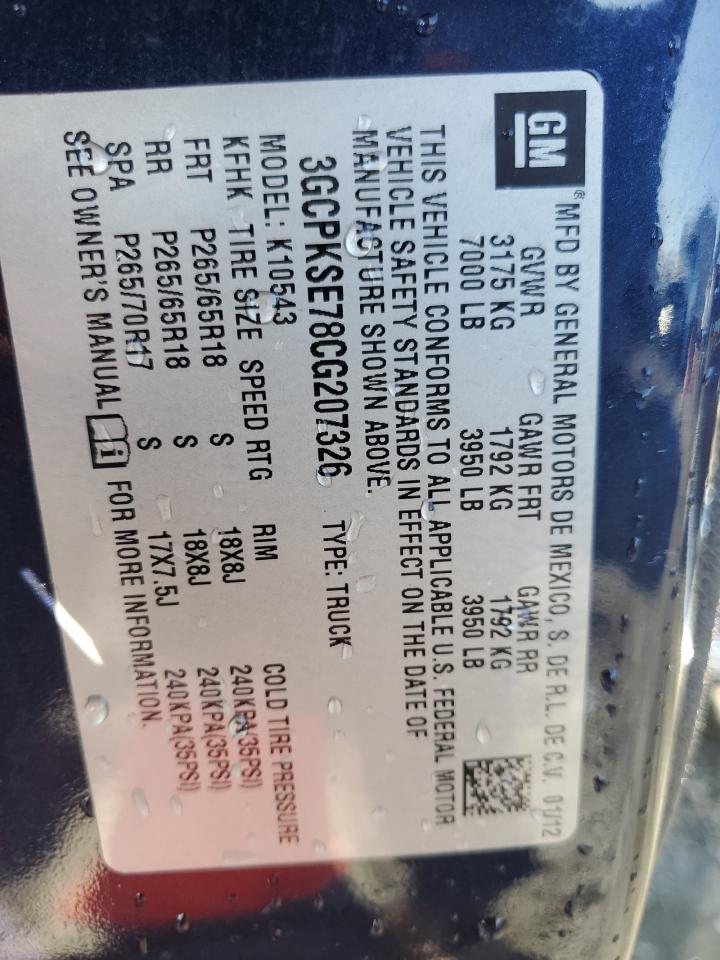 GM
® MFD BY GENERAL MOTORS DE MEXICO, S. DE R.L. DE C.V. 01/12
GVWR GAWR FRT GAWR RR
3175 KG 1792 KG 1792 KG
7000 LB 3950 LB 3950 LB
THIS VEHICLE CONFORMS TO ALL APPLICABLE U.S. FEDERAL MOTOR
VEHICLE SAFETY STANDARDS IN EFFECT ON THE DATE OF
MANUFACTURE SHOWN ABOVE.
3GCPKSE78CG207326 TYPE: TRUCK
MODEL: K10543
KFHK TIRE SIZE SPEED RTG RIM COLD TIRE PRESSURE
FRT P265/65R18 S 18X8J 240KPA(35PSI)
RR P265/65R18 S 18X8J 240KPA(35PSI)
SPA P265/70R17 S 17X7.5J 240KPA(35PSI)
SEE OWNER'S MANUAL i FOR MORE INFORMATION.